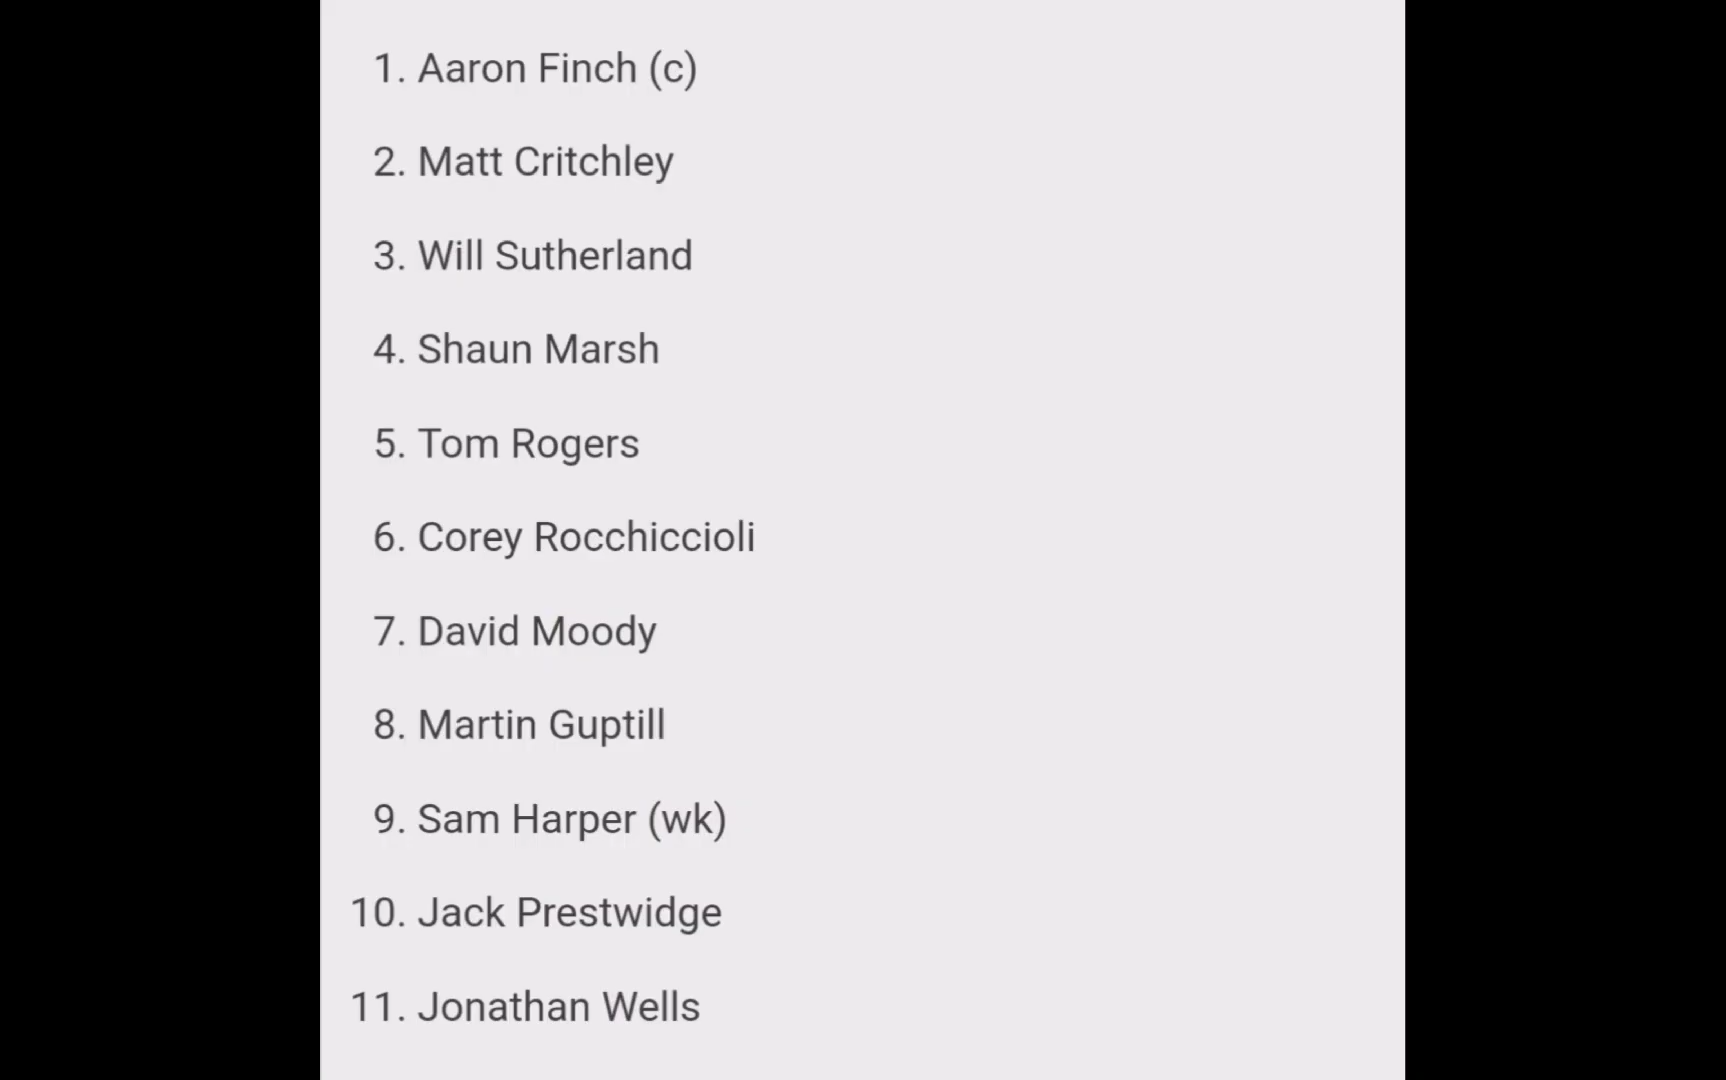 1. Aaron Finch (c)
2. Matt Critchley
3. Will Sutherland
4. Shaun Marsh
5. Tom Rogers
6. Corey Rocchiccioli
7. David Moody
8. Martin Guptill
9. Sam Harper (wk)
10. Jack Prestwidge
11. Jonathan Wells